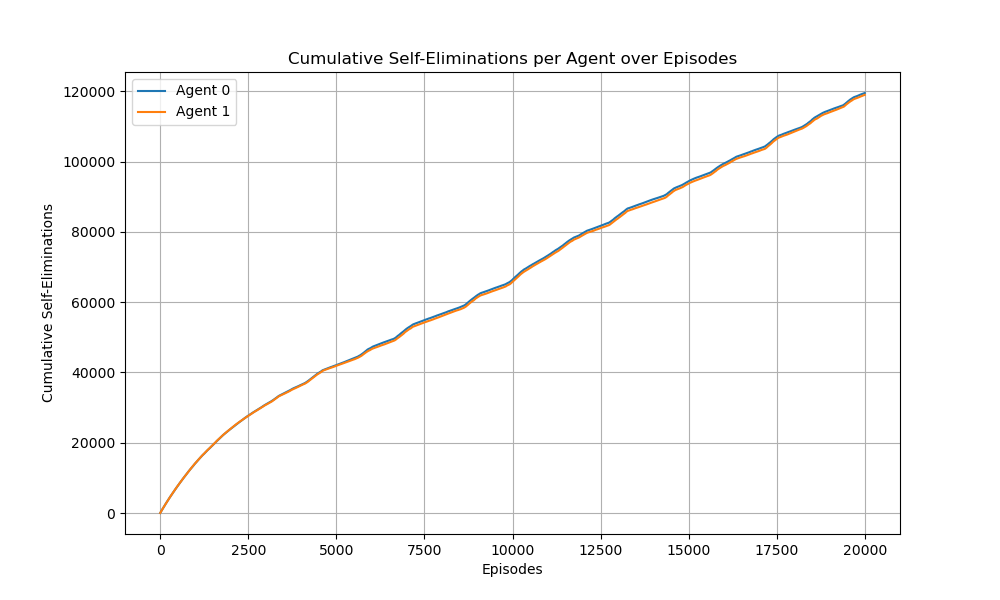 Cumulative Self-Eliminations per Agent over Episodes
Agent 0
Agent 1
Cumulative Self-Eliminations
120000
100000
80000
60000
40000
20000
0
0 2500 5000 7500 10000 12500 15000 17500 20000
Episodes